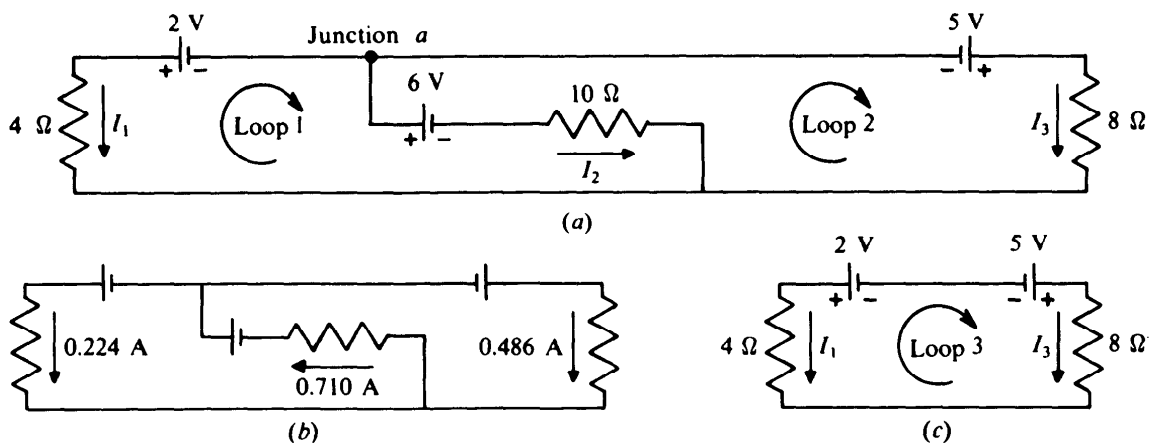 2 V
5 V
Junction a
+ −
6 V
10 Ω
− +
4 Ω
I₁
Loop 1
+ −
Loop 2
I₃
8 Ω
I₂
(a)
0.224 A
0.710 A
0.486 A
(b)
2 V
5 V
+ −
− +
4 Ω
I₁
Loop 3
I₃
8 Ω
(c)